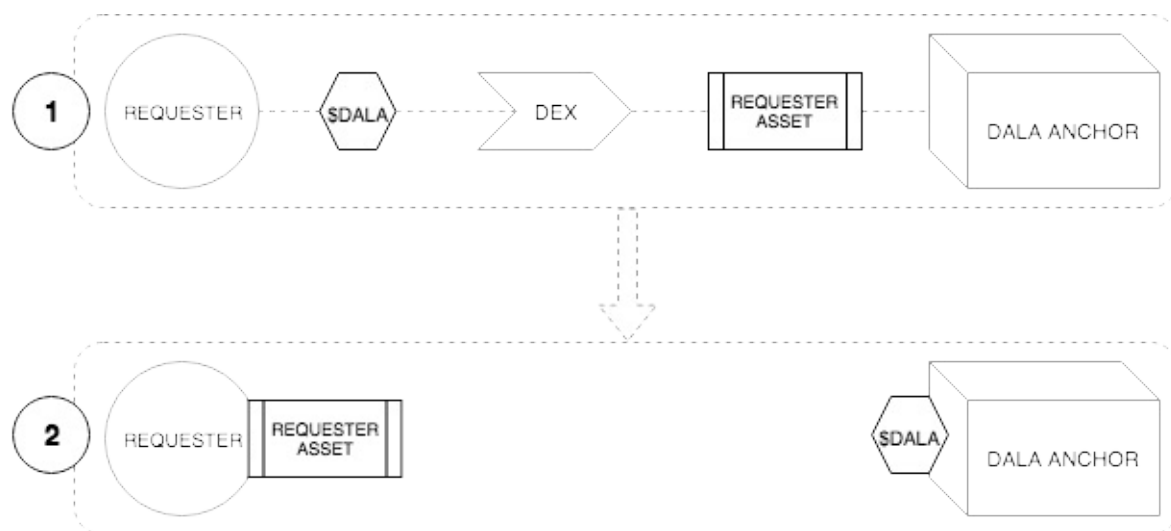 1
REQUESTER
$DALA
DEX
REQUESTER
ASSET
DALA ANCHOR
2
REQUESTER
REQUESTER
ASSET
$DALA
DALA ANCHOR